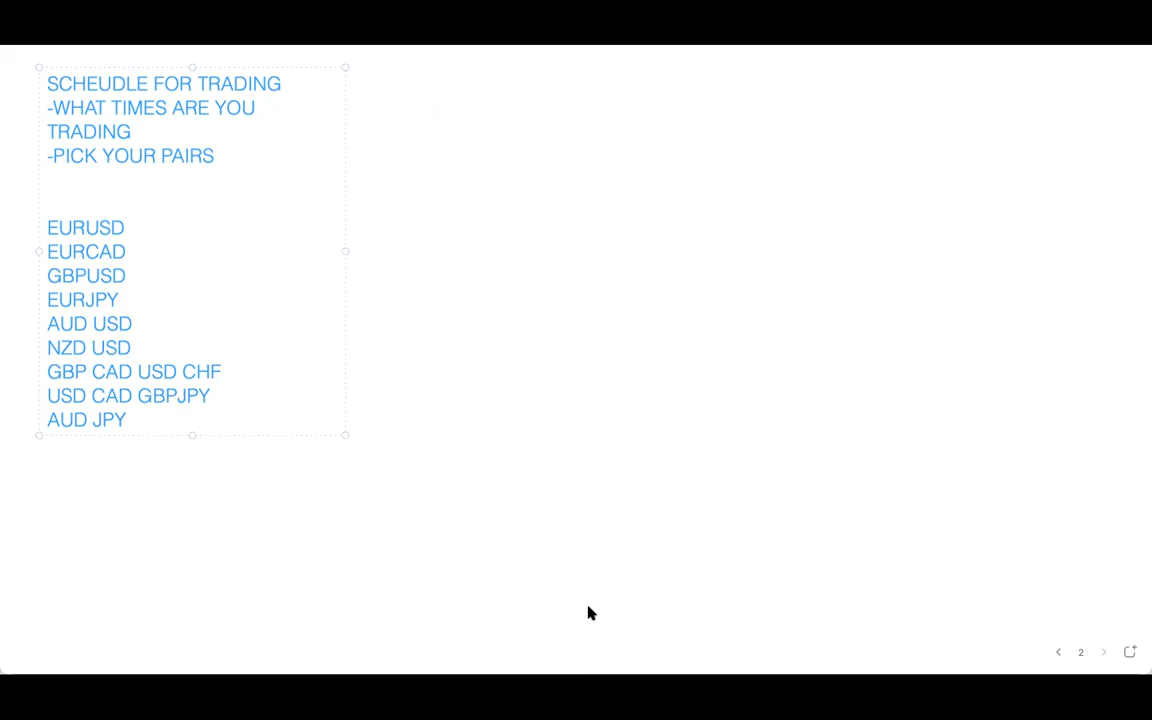 SCHEUDLE FOR TRADING
-WHAT TIMES ARE YOU
TRADING
-PICK YOUR PAIRS
EURUSD
EURCAD
GBPUSD
EURJPY
AUD USD
NZD USD
GBP CAD USD CHF
USD CAD GBPJPY
AUD JPY
2